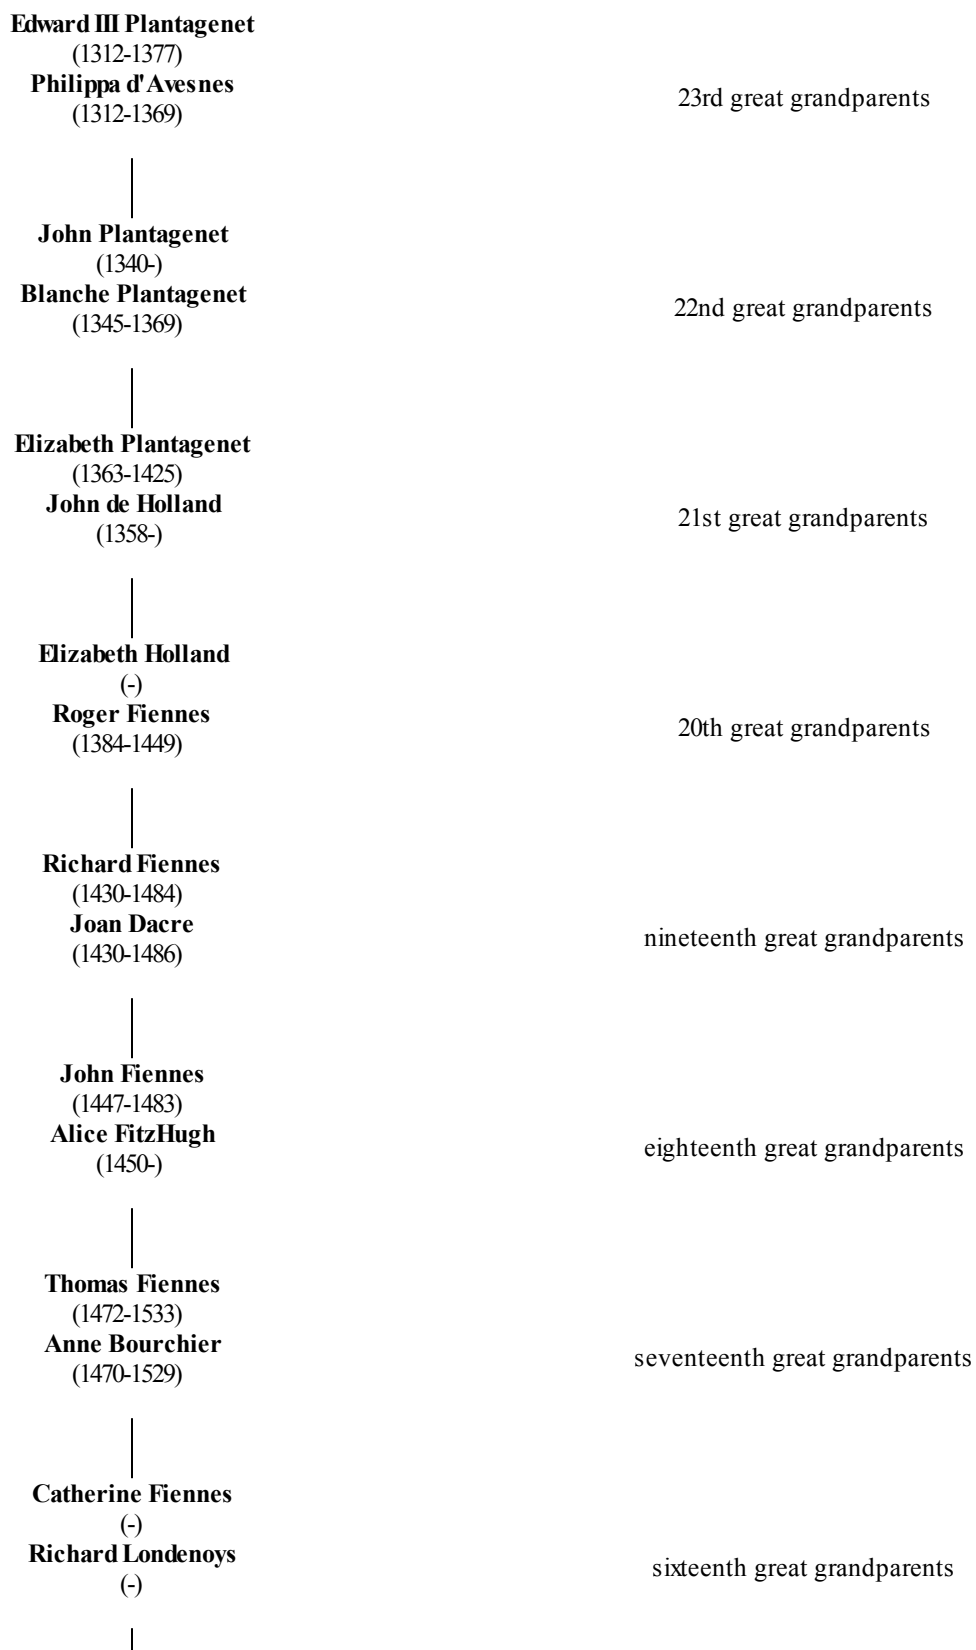 Edward III Plantagenet
(1312-1377)
Philippa d'Avesnes
(1312-1369)
23rd great grandparents
John Plantagenet
(1340-)
Blanche Plantagenet
(1345-1369)
22nd great grandparents
Elizabeth Plantagenet
(1363-1425)
John de Holland
(1358-)
21st great grandparents
Elizabeth Holland
(-)
Roger Fiennes
(1384-1449)
20th great grandparents
Richard Fiennes
(1430-1484)
Joan Dacre
(1430-1486)
nineteenth great grandparents
John Fiennes
(1447-1483)
Alice FitzHugh
(1450-)
eighteenth great grandparents
Thomas Fiennes
(1472-1533)
Anne Bourchier
(1470-1529)
seventeenth great grandparents
Catherine Fiennes
(-)
Richard Londenoys
(-)
sixteenth great grandparents